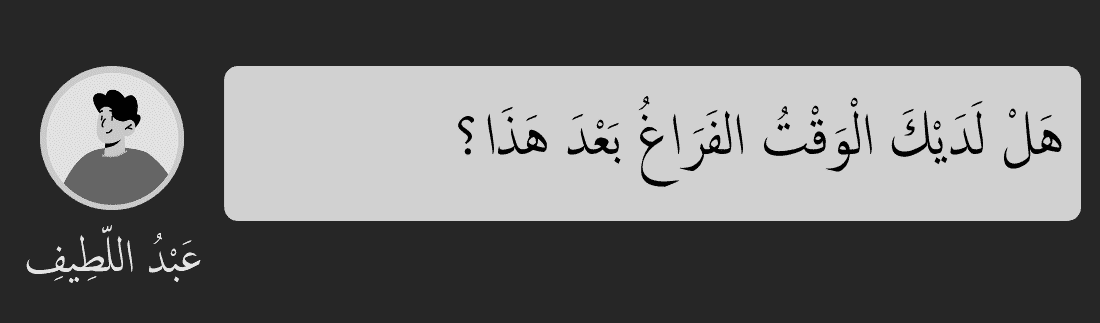 هَلْ لَدَيْكَ الْوَقْتُ الفَرَاغُ بَعْدَ هَذَا ؟
عَبْدُ اللَّطِيفِ